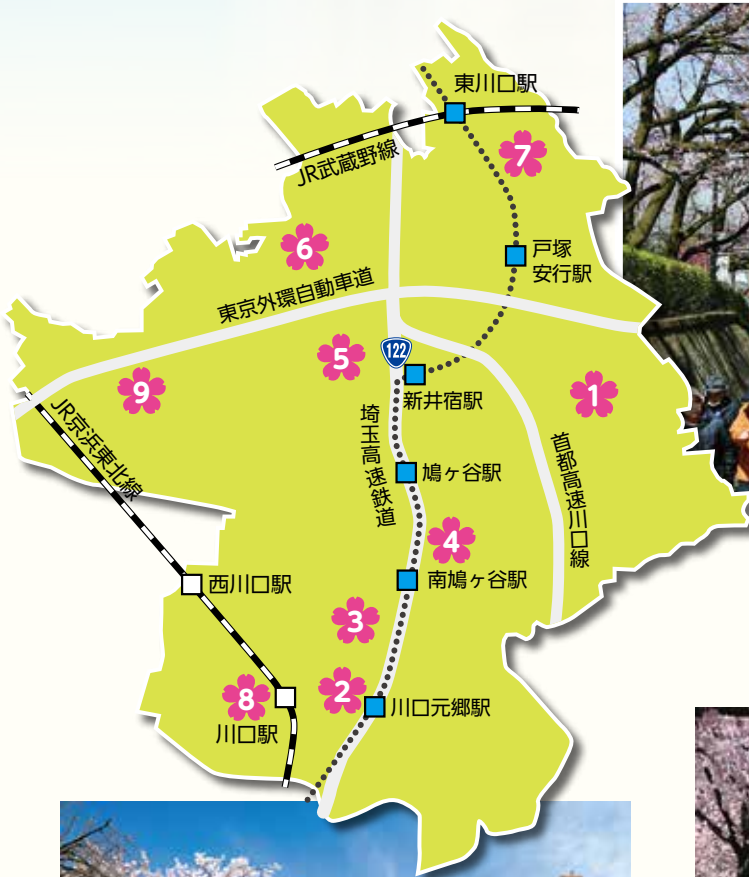 東川口駅
JR武蔵野線
7
6
戸塚
安行駅
東京外環自動車道
5
122
新井宿駅
1
9
JR京浜東北線
埼玉高速鉄道
鳩ヶ谷駅
首都高速川口線
4
西川口駅
南鳩ヶ谷駅
3
8
2
川口元郷駅
川口駅